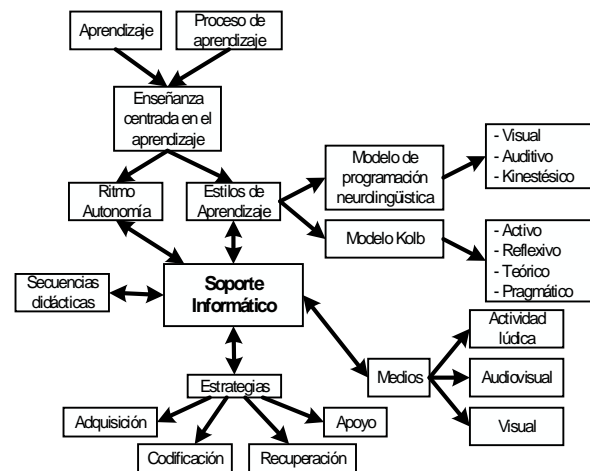 Aprendizaje
Proceso de
aprendizaje
Enseñanza
centrada en el
aprendizaje
Ritmo
Autonomía
Estilos de
Aprendizaje
Modelo de
programación
neurolingüistica
- Visual
- Auditivo
- Kinestésico
Modelo Kolb
- Activo
- Reflexivo
- Teórico
- Pragmático
Secuencias
didácticas
Soporte
Informático
Estrategias
Adquisición
Codificación
Recuperación
Apoyo
Medios
Actividad
lúdica
Audiovisual
Visual